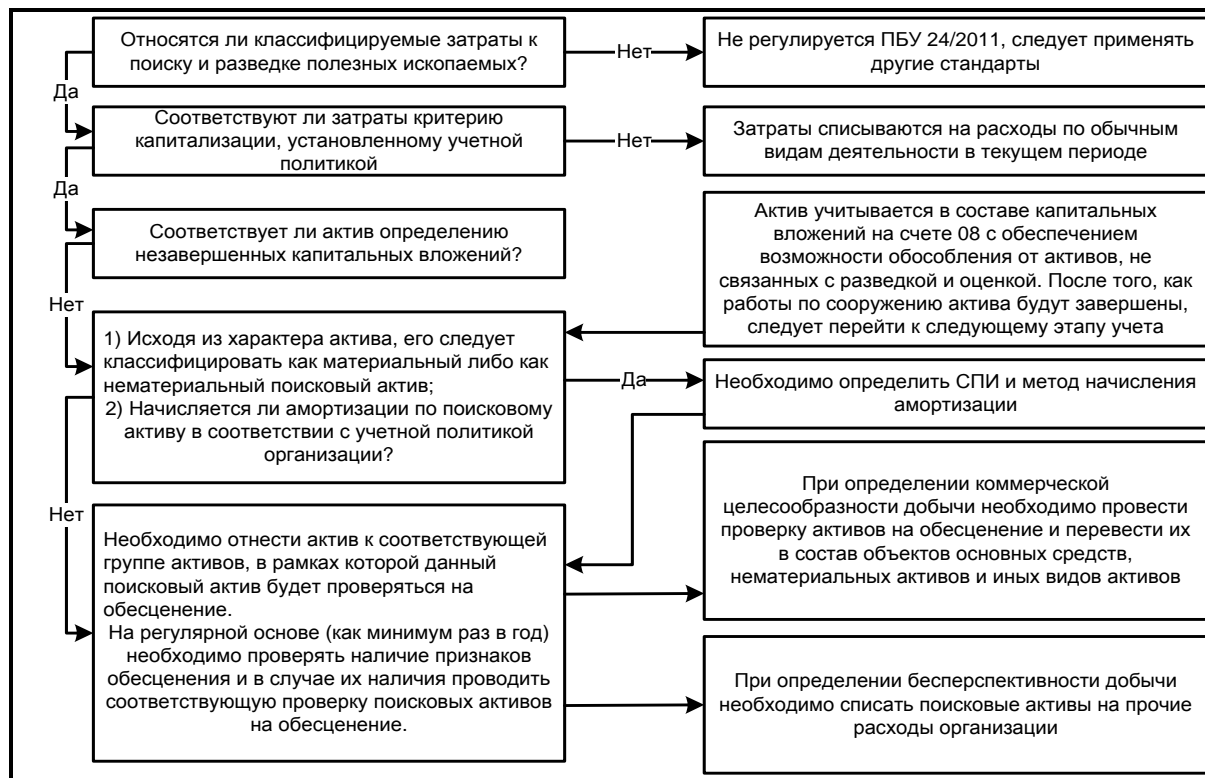 Относятся ли классифицируемые затраты к
поиску и разведке полезных ископаемых?
Нет
Не регулируется ПБУ 24/2011, следует применять
другие стандарты
Да
Соответствуют ли затраты критерию
капитализации, установленному учетной
политикой
Нет
Затраты списываются на расходы по обычным
видам деятельности в текущем периоде
Да
Соответствует ли актив определению
незавершенных капитальных вложений?
Актив учитывается в составе капитальных
вложений на счете 08 с обеспечением
возможности обособления от активов, не
связанных с разведкой и оценкой. После того, как
работы по сооружению актива будут завершены,
следует перейти к следующему этапу учета
Нет
1) Исходя из характера актива, его следует
классифицировать как материальный либо как
нематериальный поисковый актив;
2) Начисляется ли амортизации по поисковому
активу в соответствии с учетной политикой
организации?
Да
Необходимо определить СПИ и метод начисления
амортизации
Нет
Необходимо отнести актив к соответствующей
группе активов, в рамках которой данный
поисковый актив будет проверяться на
обесценение.
На регулярной основе (как минимум раз в год)
необходимо проверять наличие признаков
обесценения и в случае их наличия проводить
соответствующую проверку поисковых активов
на обесценение.
При определении коммерческой
целесообразности добычи необходимо провести
проверку активов на обесценение и перевести их
в состав объектов основных средств,
нематериальных активов и иных видов активов
При определении бесперспективности добычи
необходимо списать поисковые активы на прочие
расходы организации